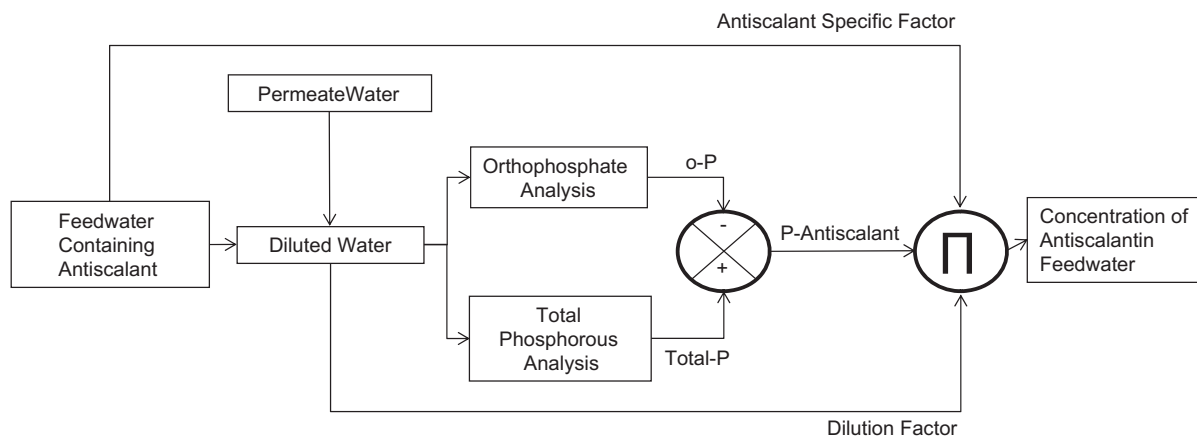 Antiscalant Specific Factor
PermeateWater
Orthophosphate
Analysis
o-P
Feedwater
Containing
Antiscalant
Diluted Water
-
+
P-Antiscalant
∏
Concentration of
Antiscalantin
Feedwater
Total
Phosphorous
Analysis
Total-P
Dilution Factor